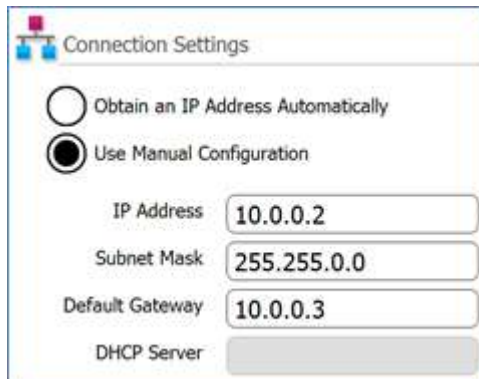 Connection Settings
Obtain an IP Address Automatically
Use Manual Configuration
IP Address 10.0.0.2
Subnet Mask 255.255.0.0
Default Gateway 10.0.0.3
DHCP Server